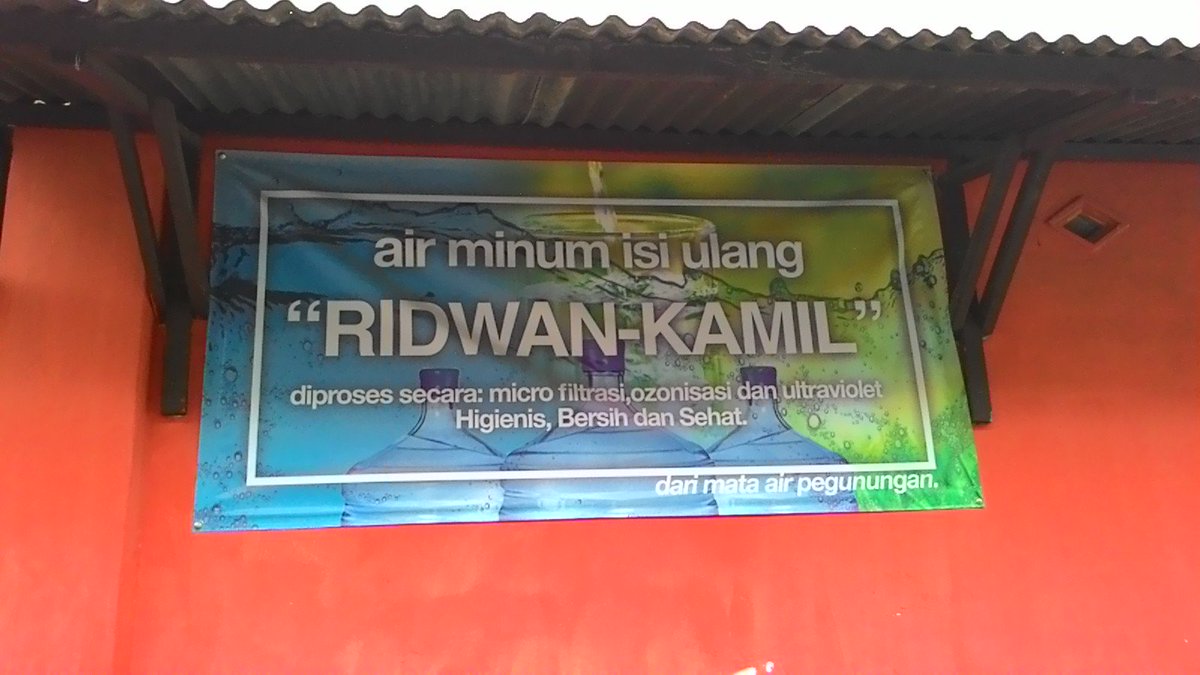 air minum isi ulang
“RIDWAN-KAMIL”
diproses secara: micro filtrasi,ozonisasi dan ultraviolet
Higienis, Bersih dan Sehat.
dari mata air pegunungan.